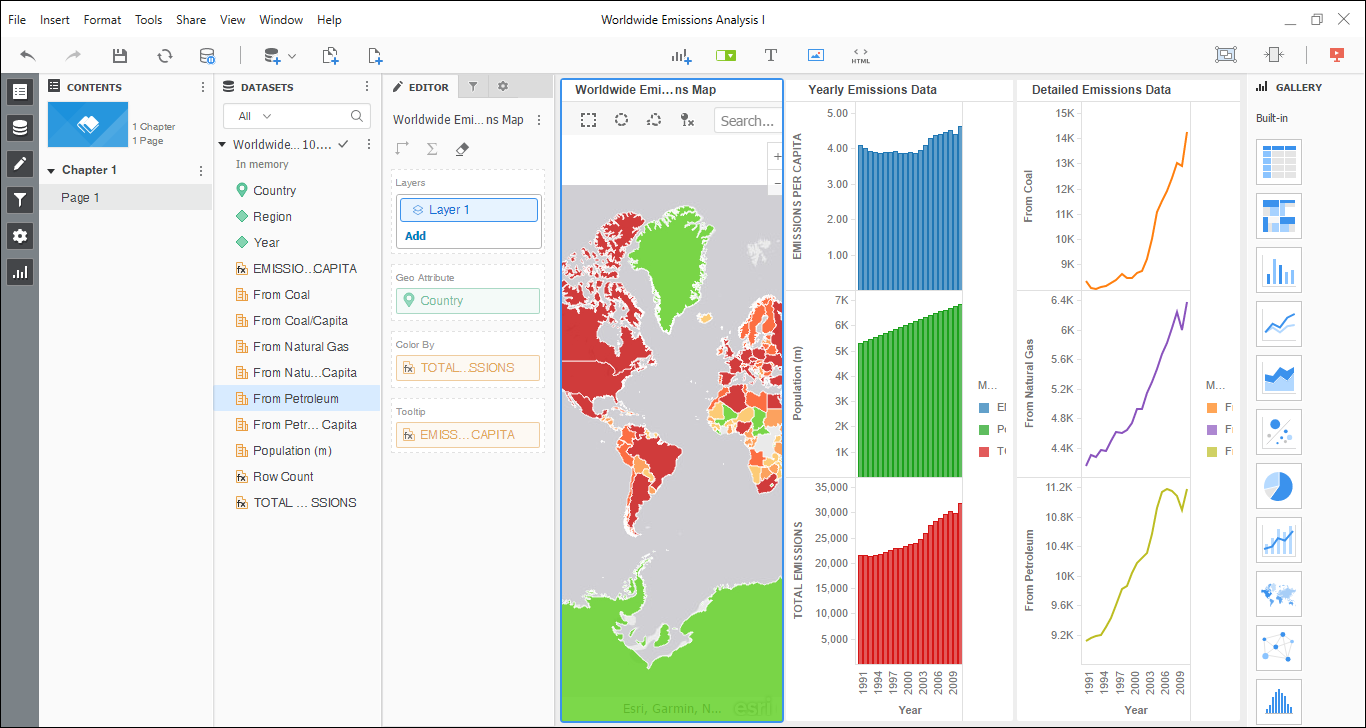 File Insert Format Tools Share View Window Help
Worldwide Emissions Analysis I
HTML
CONTENTS
1 Chapter
1 Page
Chapter 1
Page 1
DATASETS
All
Worldwide... 10....
In memory
Country
Region
Year
EMISSIO...CAPITA
From Coal
From Coal/Capita
From Natural Gas
From Natu...Capita
From Petroleum
From Petr... Capita
Population (m)
Row Count
TOTAL ... SSIONS
EDITOR
Worldwide Emi...ns Map
Layers
Layer 1
Add
Geo Attribute
Country
Color By
TOTAL...SSIONS
Tooltip
EMISS...CAPITA
Worldwide Emi...ns Map
Search...
+
−
Esri, Garmin, N...
esri
Yearly Emissions Data
EMISSIONS PER CAPITA
5.00
4.00
3.00
2.00
1.00
Population (m)
7K
6K
5K
4K
3K
2K
1K
TOTAL EMISSIONS
35,000
30,000
25,000
20,000
15,000
10,000
5,000
1991 1994 1997 2000 2003 2006 2009
Year
M...
Detailed Emissions Data
From Coal
15K
14K
13K
12K
11K
10K
9K
From Natural Gas
6.4K
6K
5.6K
5.2K
4.8K
4.4K
From Petroleum
11.2K
10.8K
10.4K
10K
9.6K
9.2K
1991 1994 1997 2000 2003 2006 2009
Year
M...
GALLERY
Built-in